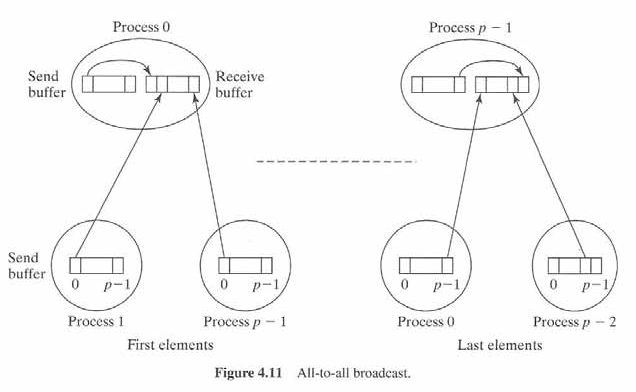 Process 0
Process p − 1
Send
buffer
Receive
buffer
Send
buffer
0 p−1
0 p−1
0 p−1
0 p−1
Process 1
Process p − 1
Process 0
Process p − 2
First elements
Last elements
Figure 4.11 All-to-all broadcast.